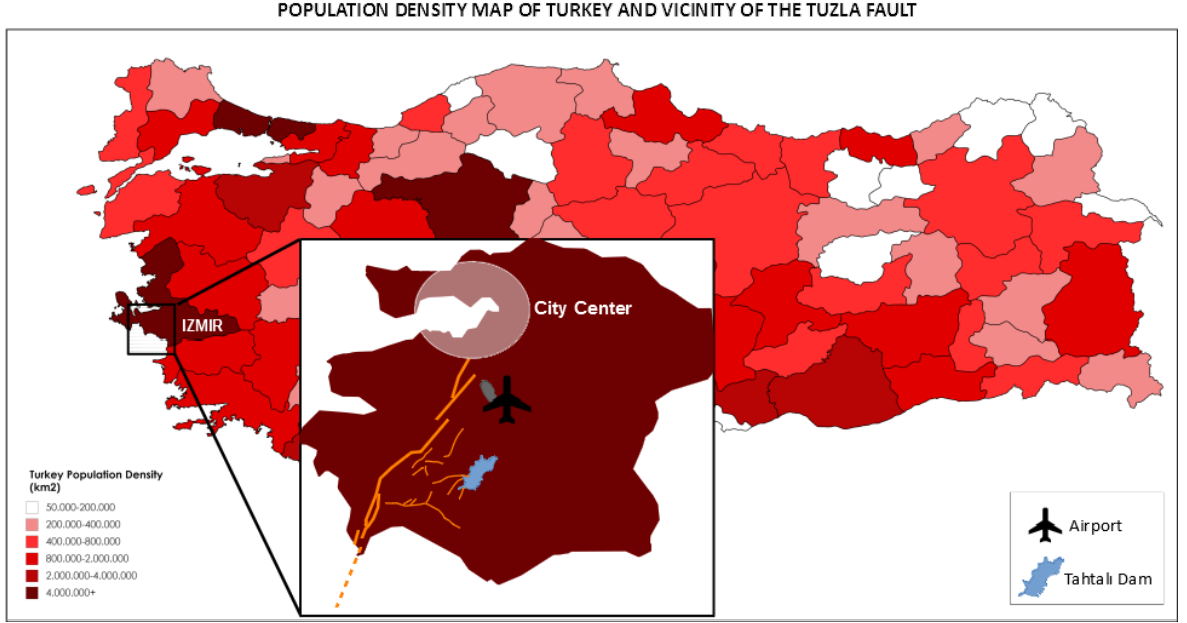 POPULATION DENSITY MAP OF TURKEY AND VICINITY OF THE TUZLA FAULT
IZMIR
City Center
Turkey Population Density
(km2)
50.000-200.000
200.000-400.000
400.000-800.000
800.000-2.000.000
2.000.000-4.000.000
4.000.000+
Airport
Tahtalı Dam